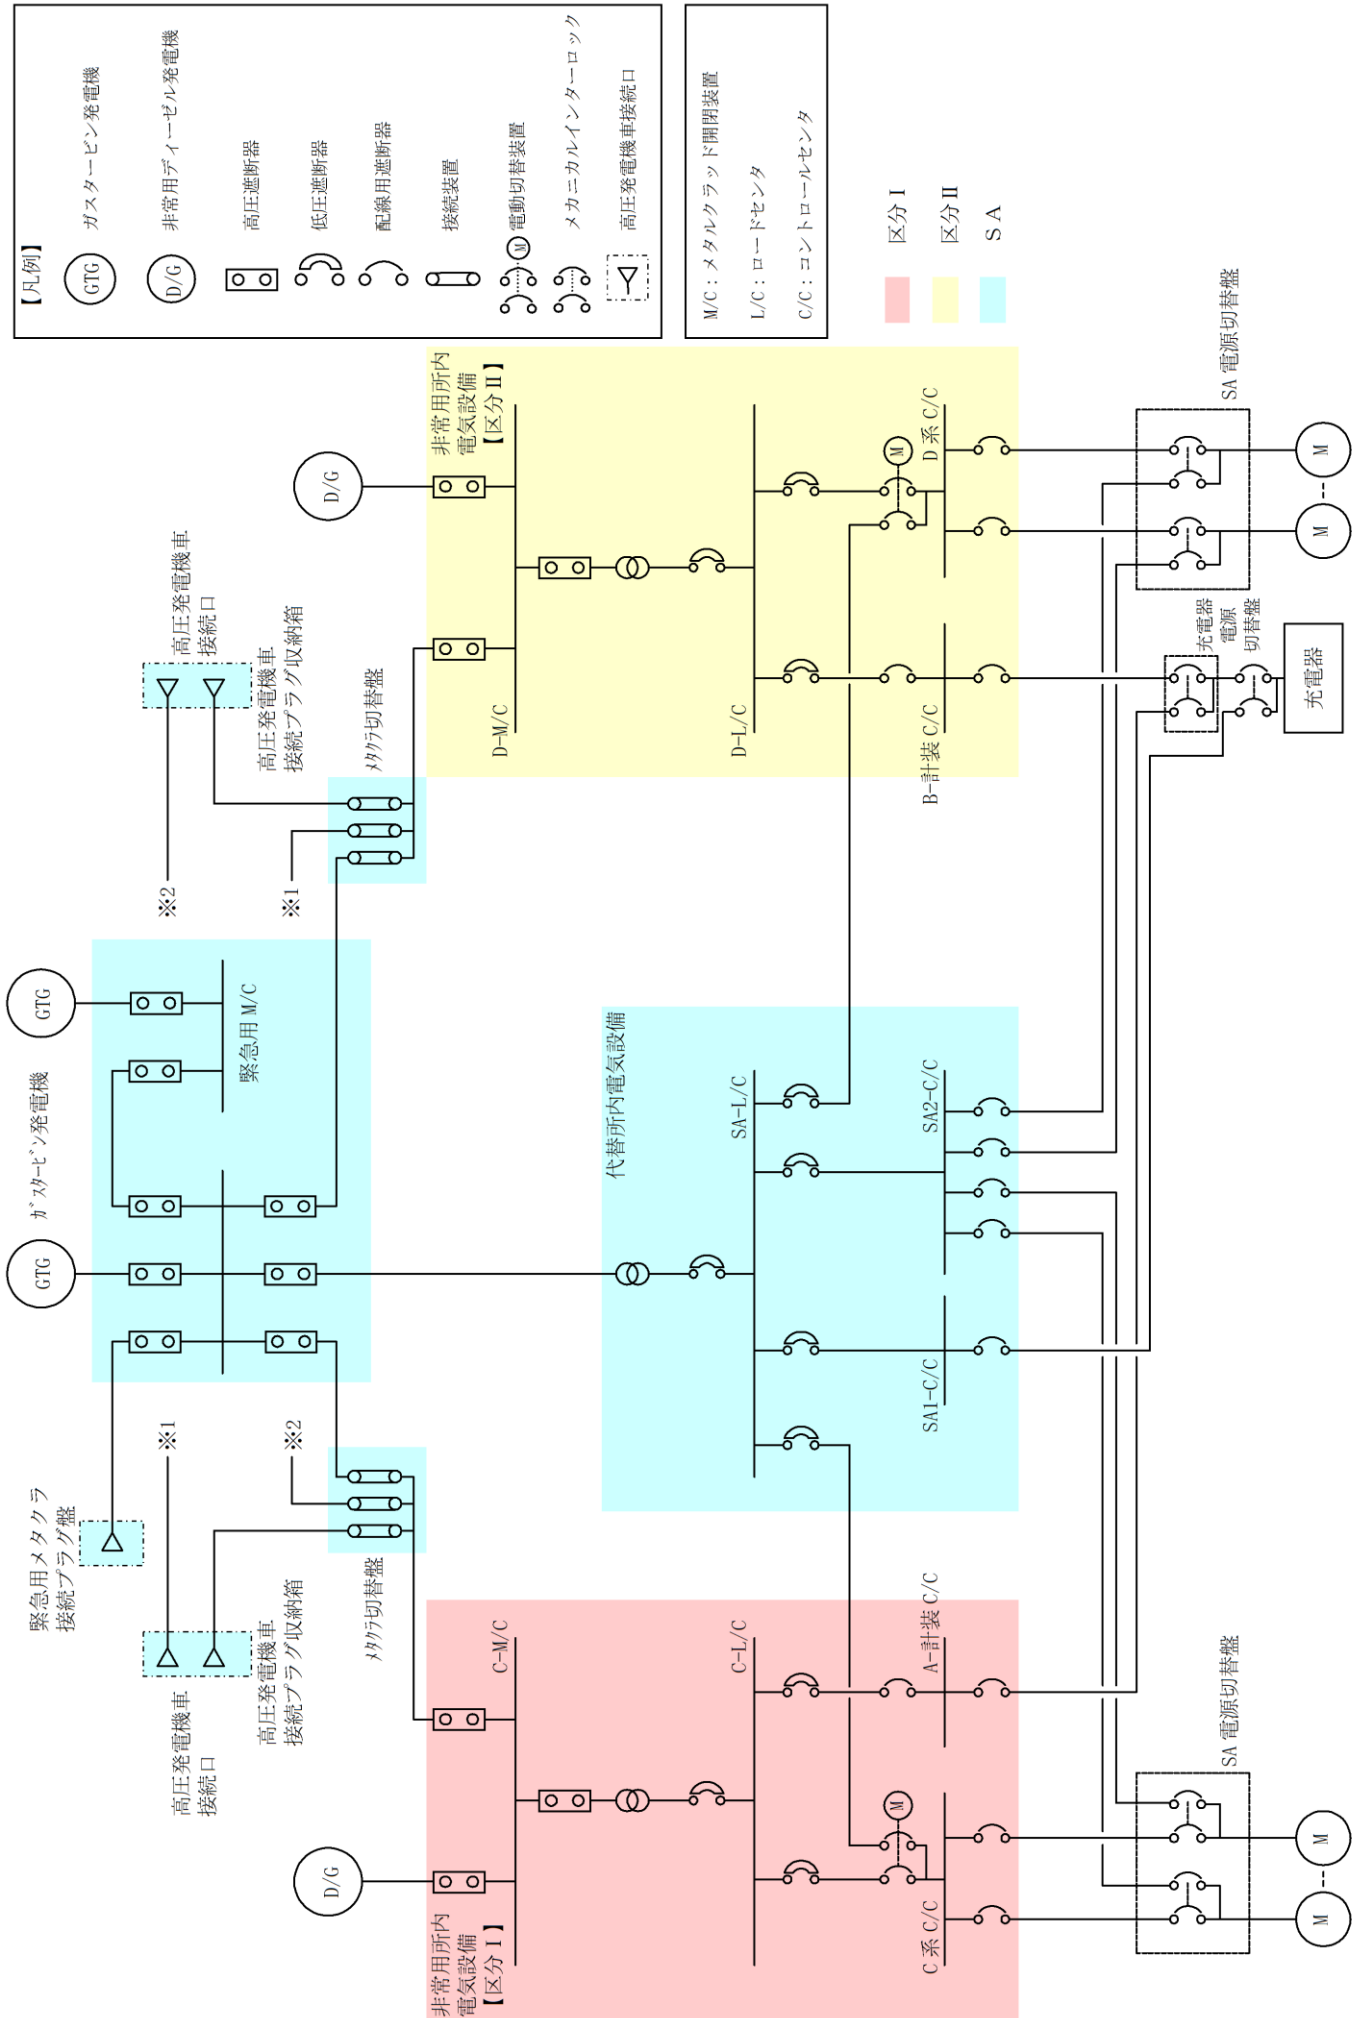 【凡例】
GTG
ガスタービン発電機
D/G
非常用ディーゼル発電機
高圧遮断器
低圧遮断器
配線用遮断器
接続装置
M
電動切替装置
メカニカルインターロック
高圧発電機車接続口
M/C：メタルクラッド開閉装置
L/C：ロードセンタ
C/C：コントロールセンタ
区分Ⅰ
区分Ⅱ
ＳＡ
緊急用メタクラ
接続プラグ盤
GTG
ｶﾞｽﾀｰﾋﾞﾝ発電機
GTG
緊急用 M/C
高圧発電機車
接続口
高圧発電機車
接続プラグ収納箱
※1
※2
メタクラ切替盤
高圧発電機車
接続口
高圧発電機車
接続プラグ収納箱
※2
※1
メタクラ切替盤
D/G
非常用所内
電気設備
【区分Ⅰ】
C-M/C
C-L/C
M
C 系 C/C
A-計装 C/C
代替所内電気設備
SA-L/C
SA1-C/C
SA2-C/C
D/G
非常用所内
電気設備
【区分Ⅱ】
D-M/C
D-L/C
M
B-計装 C/C
D 系 C/C
SA 電源切替盤
M
M
充電器
電源
切替盤
充電器
SA 電源切替盤
M
M